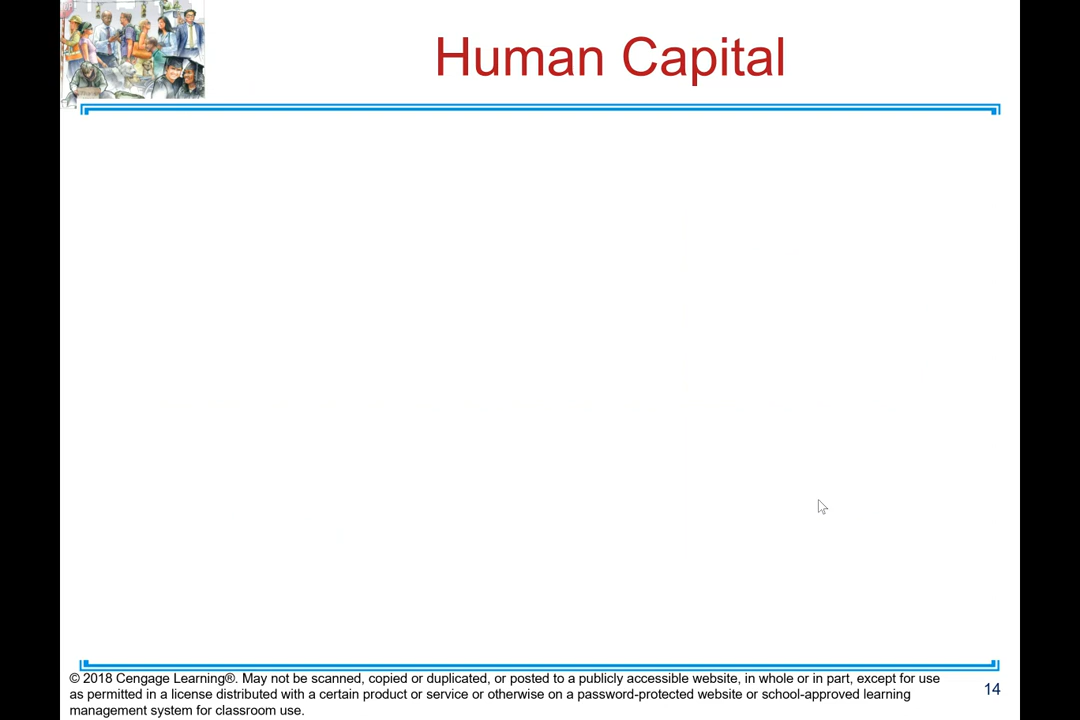 Human Capital
© 2018 Cengage Learning®. May not be scanned, copied or duplicated, or posted to a publicly accessible website, in whole or in part, except for use
as permitted in a license distributed with a certain product or service or otherwise on a password-protected website or school-approved learning
management system for classroom use.
14